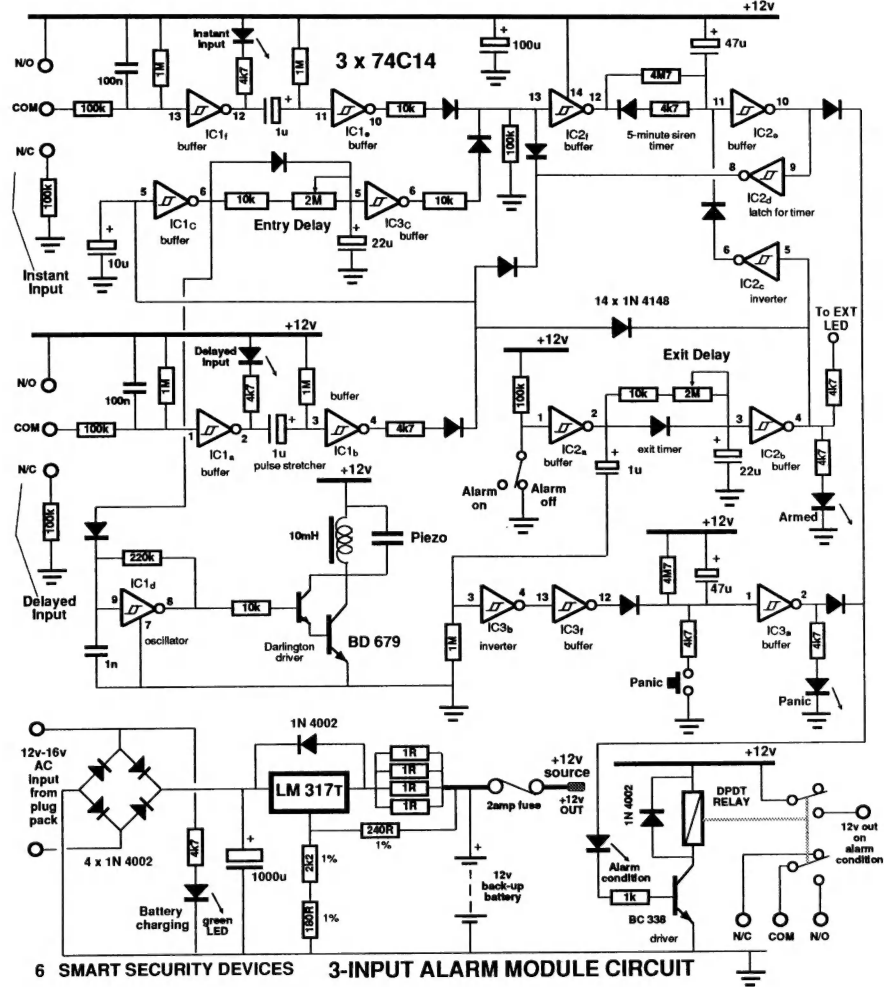 +12v
N/O
COM
N/C
100k
100n
1M
Instant
Input
4k7
13
12
IC1f
buffer
+
1u
1M
3 x 74C14
11
10
IC1e
buffer
10k
+
100u
100k
13
14
12
IC2f
buffer
4M7
4k7
5-minute siren
timer
+
47u
11
10
IC2e
buffer
8
9
IC2d
latch for timer
6
5
IC2c
inverter
100k
Instant
Input
+
10u
5
6
IC1C
buffer
10k
2M
Entry Delay
+
22u
5
6
IC3C
buffer
10k
14 x 1N 4148
To EXT
LED
4k7
+12v
N/O
COM
N/C
100k
100n
1M
Delayed
Input
4k7
1
2
IC1a
buffer
+
1u
pulse stretcher
1M
buffer
3
4
IC1b
4k7
+12v
100k
1
2
IC2a
buffer
Alarm
on
Alarm
off
Exit Delay
10k
2M
exit timer
+
1u
3
4
IC2b
buffer
+
22u
4k7
Armed
100k
Delayed
Input
220k
IC1d
9
8
7
oscillator
1n
10k
+12v
10mH
Piezo
Darlington
driver
BD 679
1M
3
4
IC3b
inverter
13
12
IC3f
buffer
+12v
4M7
+
47u
4k7
Panic
1
2
IC3a
buffer
4k7
Panic
12v-16v
AC
input
from
plug
pack
4 x 1N 4002
4k7
Battery
charging
green
LED
+
1000u
1N 4002
LM 317T
1R
1R
1R
1R
240R
1%
2k2
1%
180R
1%
+
12v
back-up
battery
2amp fuse
+12v
source
+12v
OUT
Alarm
condition
1k
BC 338
driver
1N 4002
+12v
DPDT
RELAY
12v out
on
alarm
condition
N/C
COM
N/O
6 SMART SECURITY DEVICES 3-INPUT ALARM MODULE CIRCUIT